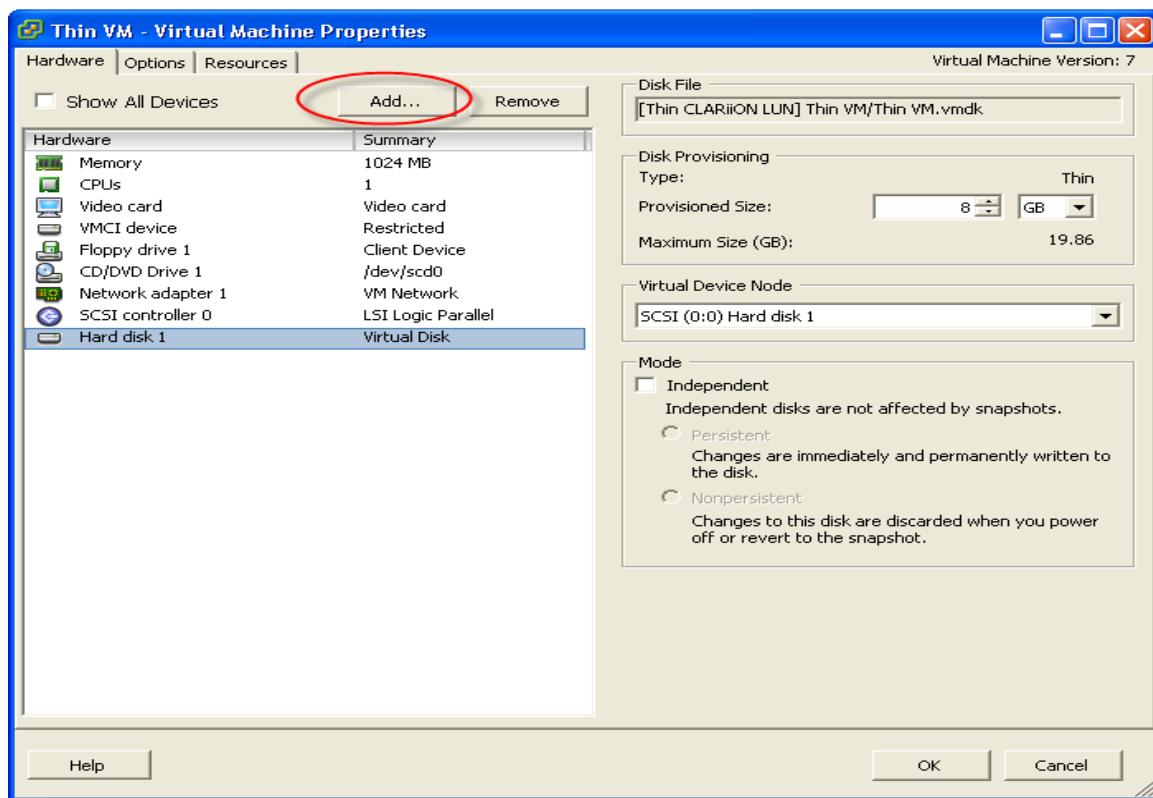 Thin VM - Virtual Machine Properties
Hardware Options Resources
Virtual Machine Version: 7
Show All Devices
Add...
Remove
Hardware Summary
Memory 1024 MB
CPUs 1
Video card Video card
VMCI device Restricted
Floppy drive 1 Client Device
CD/DVD Drive 1 /dev/scd0
Network adapter 1 VM Network
SCSI controller 0 LSI Logic Parallel
Hard disk 1 Virtual Disk
Disk File
[Thin CLARiiON LUN] Thin VM/Thin VM.vmdk
Disk Provisioning
Type: Thin
Provisioned Size: 8 GB
Maximum Size (GB): 19.86
Virtual Device Node
SCSI (0:0) Hard disk 1
Mode
Independent
Independent disks are not affected by snapshots.
Persistent
Changes are immediately and permanently written to
the disk.
Nonpersistent
Changes to this disk are discarded when you power
off or revert to the snapshot.
Help
OK
Cancel